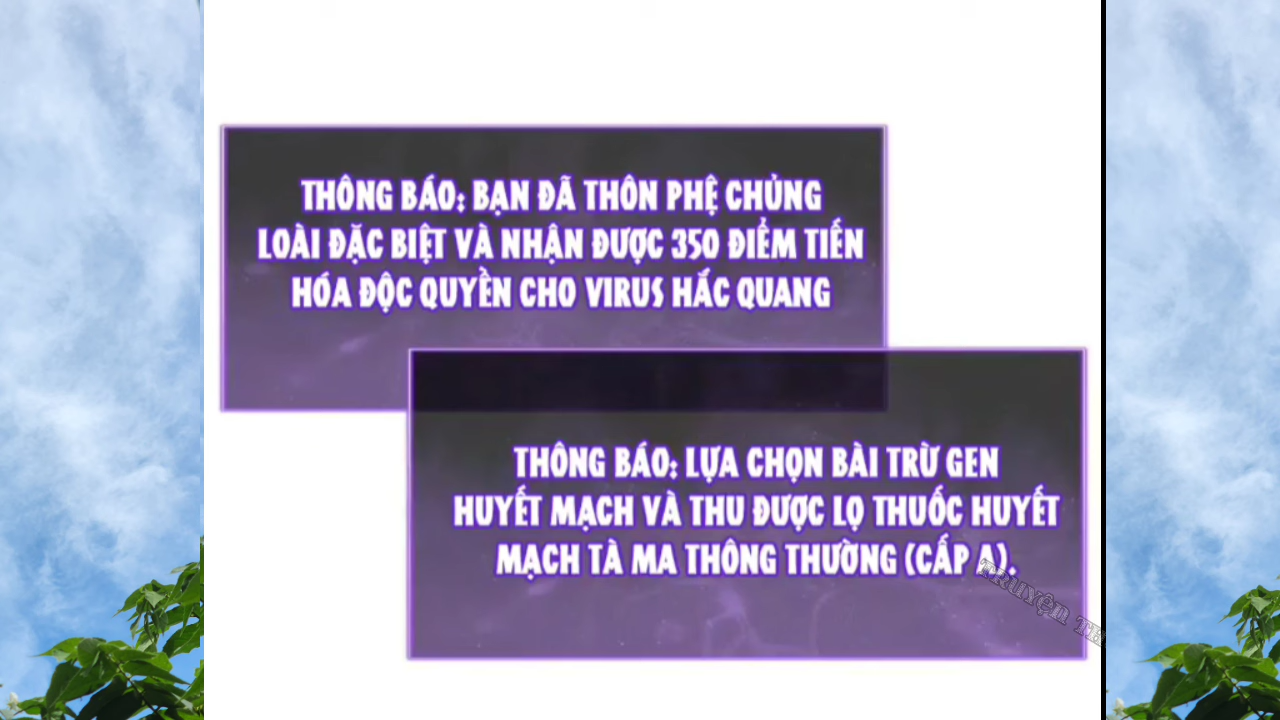 THÔNG BÁO: BẠN ĐÃ THÔN PHỆ CHỦNG
LOÀI ĐẶC BIỆT VÀ NHẬN ĐƯỢC 350 ĐIỂM TIẾN
HÓA ĐỘC QUYỀN CHO VIRUS HẮC QUANG
THÔNG BÁO: LỰA CHỌN BÀI TRỪ GEN
HUYẾT MẠCH VÀ THU ĐƯỢC LỌ THUỐC HUYẾT
MẠCH TÀ MA THÔNG THƯỜNG (CẤP A).
TRUYỆN